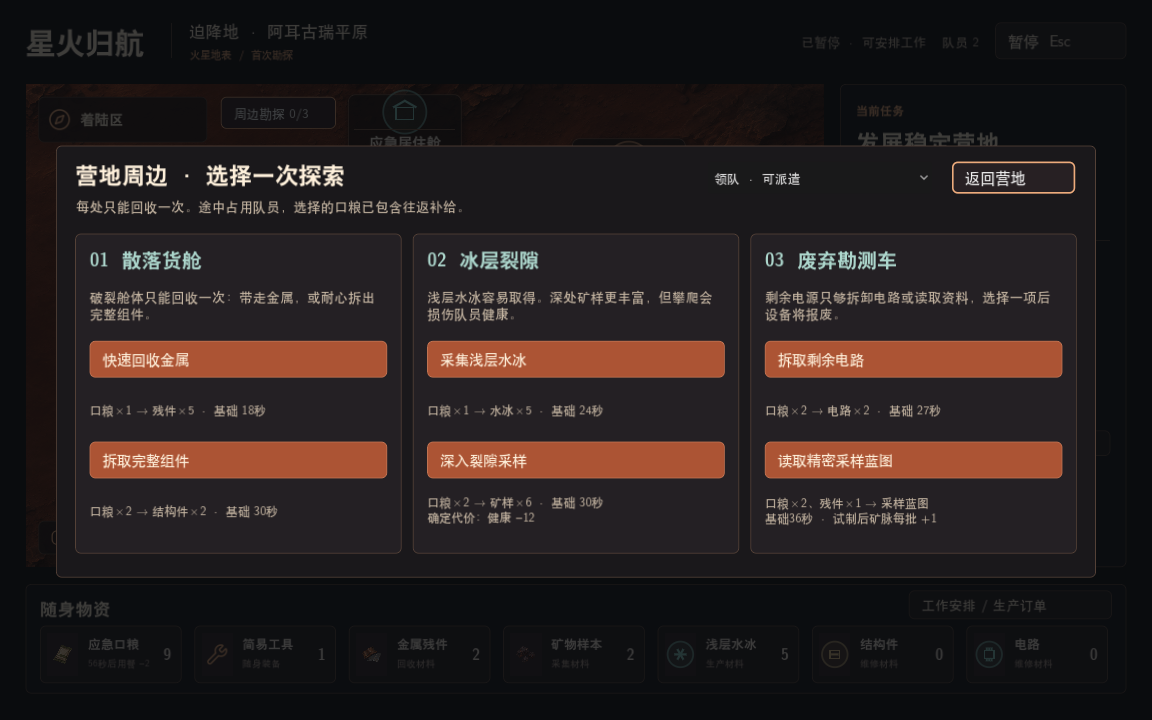 星火归航
迫降地 · 阿耳古瑞平原
火星地表 / 首次勘探
已暂停 · 可安排工作 队员 2
暂停 Esc
着陆区
周边勘探 0/3
应急居住舱
当前任务
发展稳定营地
营地周边 · 选择一次探索
每处只能回收一次。途中占用队员，选择的口粮已包含往返补给。
领队 · 可派遣
返回营地
01 散落货舱
破裂舱体只能回收一次：带走金属，或耐心拆出
完整组件。
快速回收金属
口粮×1 → 残件×5 · 基础 18秒
拆取完整组件
口粮×2 → 结构件×2 · 基础 30秒
02 冰层裂隙
浅层水冰容易取得。深处矿样更丰富，但攀爬会
损伤队员健康。
采集浅层水冰
口粮×1 → 水冰×5 · 基础 24秒
深入裂隙采样
口粮×2 → 矿样×6 · 基础 30秒
确定代价：健康 −12
03 废弃勘测车
剩余电源只够拆卸电路或读取资料，选择一项后
设备将报废。
拆取剩余电路
口粮×2 → 电路×2 · 基础 27秒
读取精密采样蓝图
口粮×2、残件×1 → 采样蓝图
基础36秒 · 试制后矿脉每批 +1
随身物资
工作安排 / 生产订单
应急口粮
56秒后用餐 −2
9
简易工具
随身装备
1
金属残件
回收材料
2
矿物样本
采集材料
2
浅层水冰
生产材料
5
结构件
维修材料
0
电路
维修材料
0